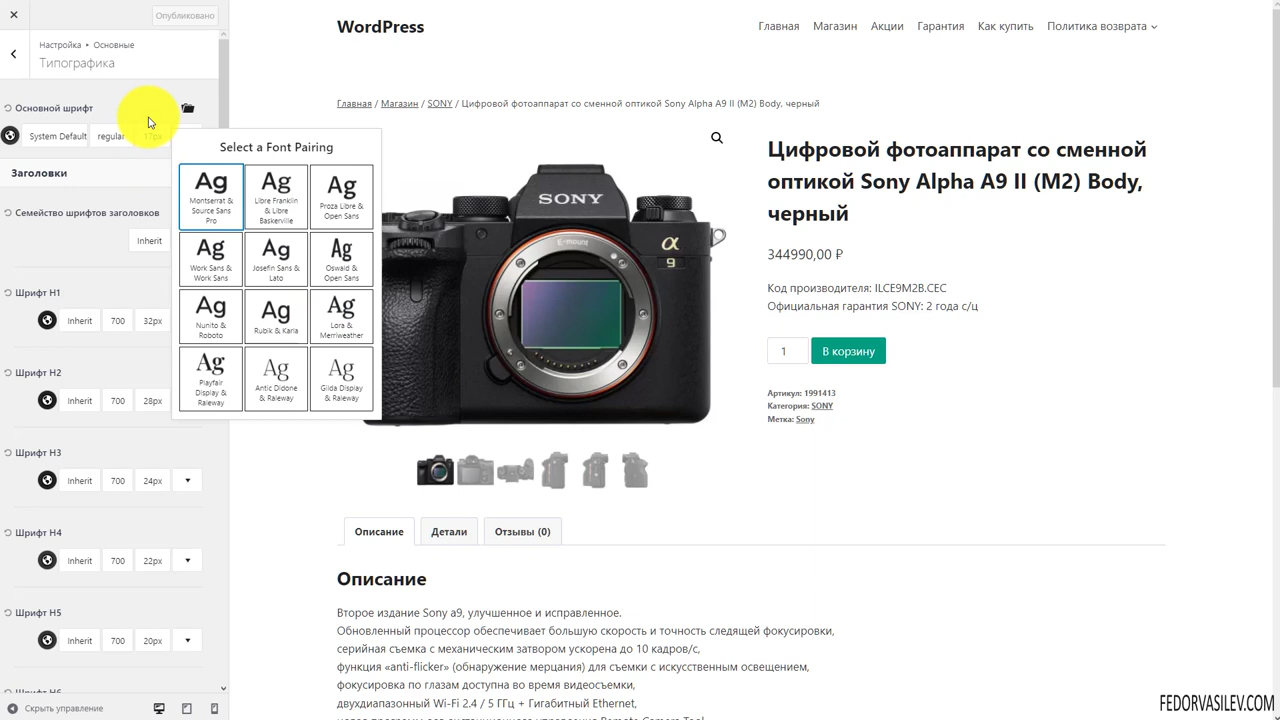 Опубликовано
Настройка ▸ Основные
Типографика
Основной шрифт
System Default regular 17px
Заголовки
Семейство шрифтов заголовков
Inherit
Шрифт H1
Inherit 700 32px
Шрифт H2
Inherit 700 28px
Шрифт H3
Inherit 700 24px
Шрифт H4
Inherit 700 22px
Шрифт H5
Inherit 700 20px
Шрифт H6
Скрыть управление
Select a Font Pairing
Ag Ag Ag
Montserrat & Source Sans Pro
Libre Franklin & Libre Baskerville
Proza Libre & Open Sans
Ag Ag Ag
Work Sans & Work Sans
Josefin Sans & Lato
Oswald & Open Sans
Ag Ag Ag
Nunito & Roboto
Rubik & Karla
Lora & Merriweather
Ag Ag Ag
Playfair Display & Raleway
Antic Didone & Raleway
Gilda Display & Raleway
WordPress
Главная Магазин Акции Гарантия Как купить Политика возврата
Главная / Магазин / SONY / Цифровой фотоаппарат со сменной оптикой Sony Alpha A9 II (M2) Body, черный
SONY
E-mount
α
9
Цифровой фотоаппарат со сменной
оптикой Sony Alpha A9 II (M2) Body,
черный
344990,00 ₽
Код производителя: ILCE9M2B.CEC
Официальная гарантия SONY: 2 года с/ц
1 В корзину
Артикул: 1991413
Категория: SONY
Метка: Sony
Описание Детали Отзывы (0)
Описание
Второе издание Sony a9, улучшенное и исправленное.
Обновленный процессор обеспечивает большую скорость и точность следящей фокусировки,
серийная съемка с механическим затвором ускорена до 10 кадров/с,
функция «anti-flicker» (обнаружение мерцания) для съемки с искусственным освещением,
фокусировка по глазам доступна во время видеосъемки,
двухдиапазонный Wi-Fi 2.4 / 5 ГГц + Гигабитный Ethernet,
FEDORVASILEV.COM